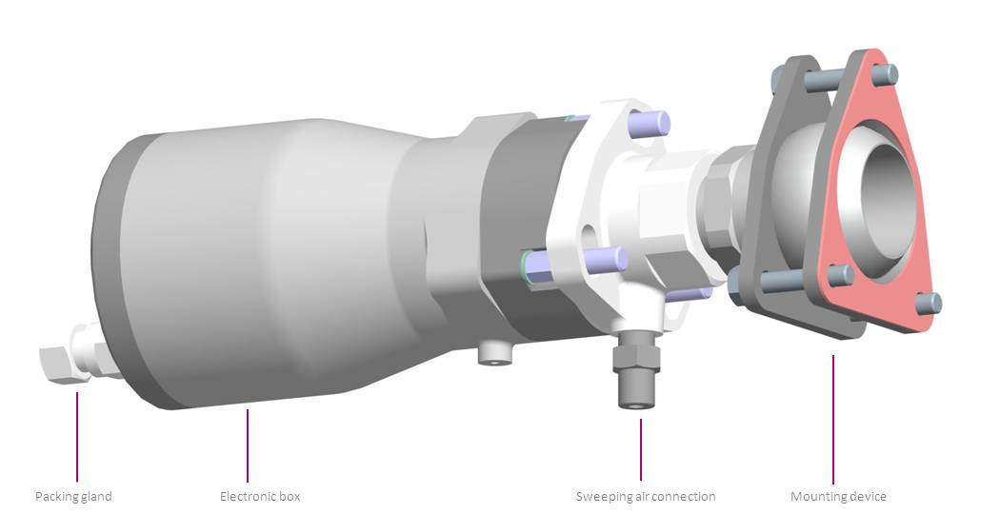 Packing gland
Electronic box
Sweeping air connection
Mounting device